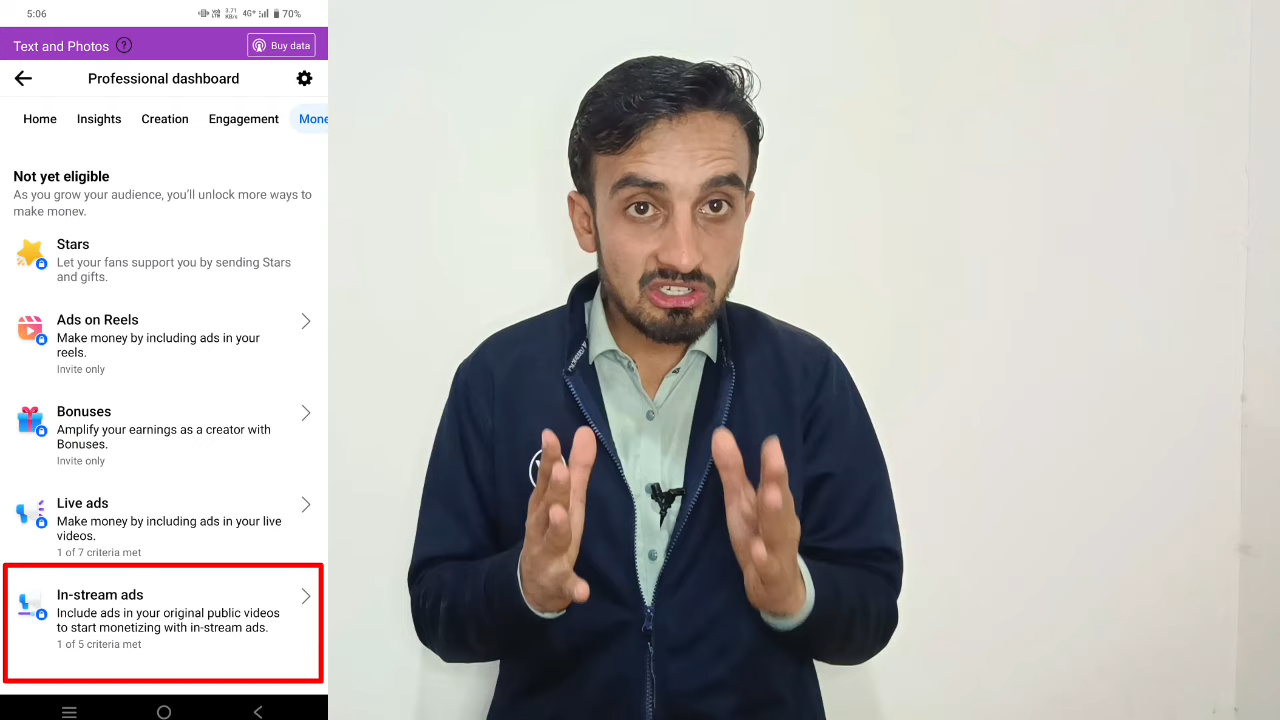 5:06
3.71
KB/s
4G+
70%
Text and Photos ?
Buy data
Professional dashboard
Home Insights Creation Engagement Mone
Not yet eligible
As you grow your audience, you'll unlock more ways to
make money.
Stars
Let your fans support you by sending Stars
and gifts.
Ads on Reels
Make money by including ads in your
reels.
Invite only
Bonuses
Amplify your earnings as a creator with
Bonuses.
Invite only
Live ads
Make money by including ads in your live
videos.
1 of 7 criteria met
In-stream ads
Include ads in your original public videos
to start monetizing with in-stream ads.
1 of 5 criteria met